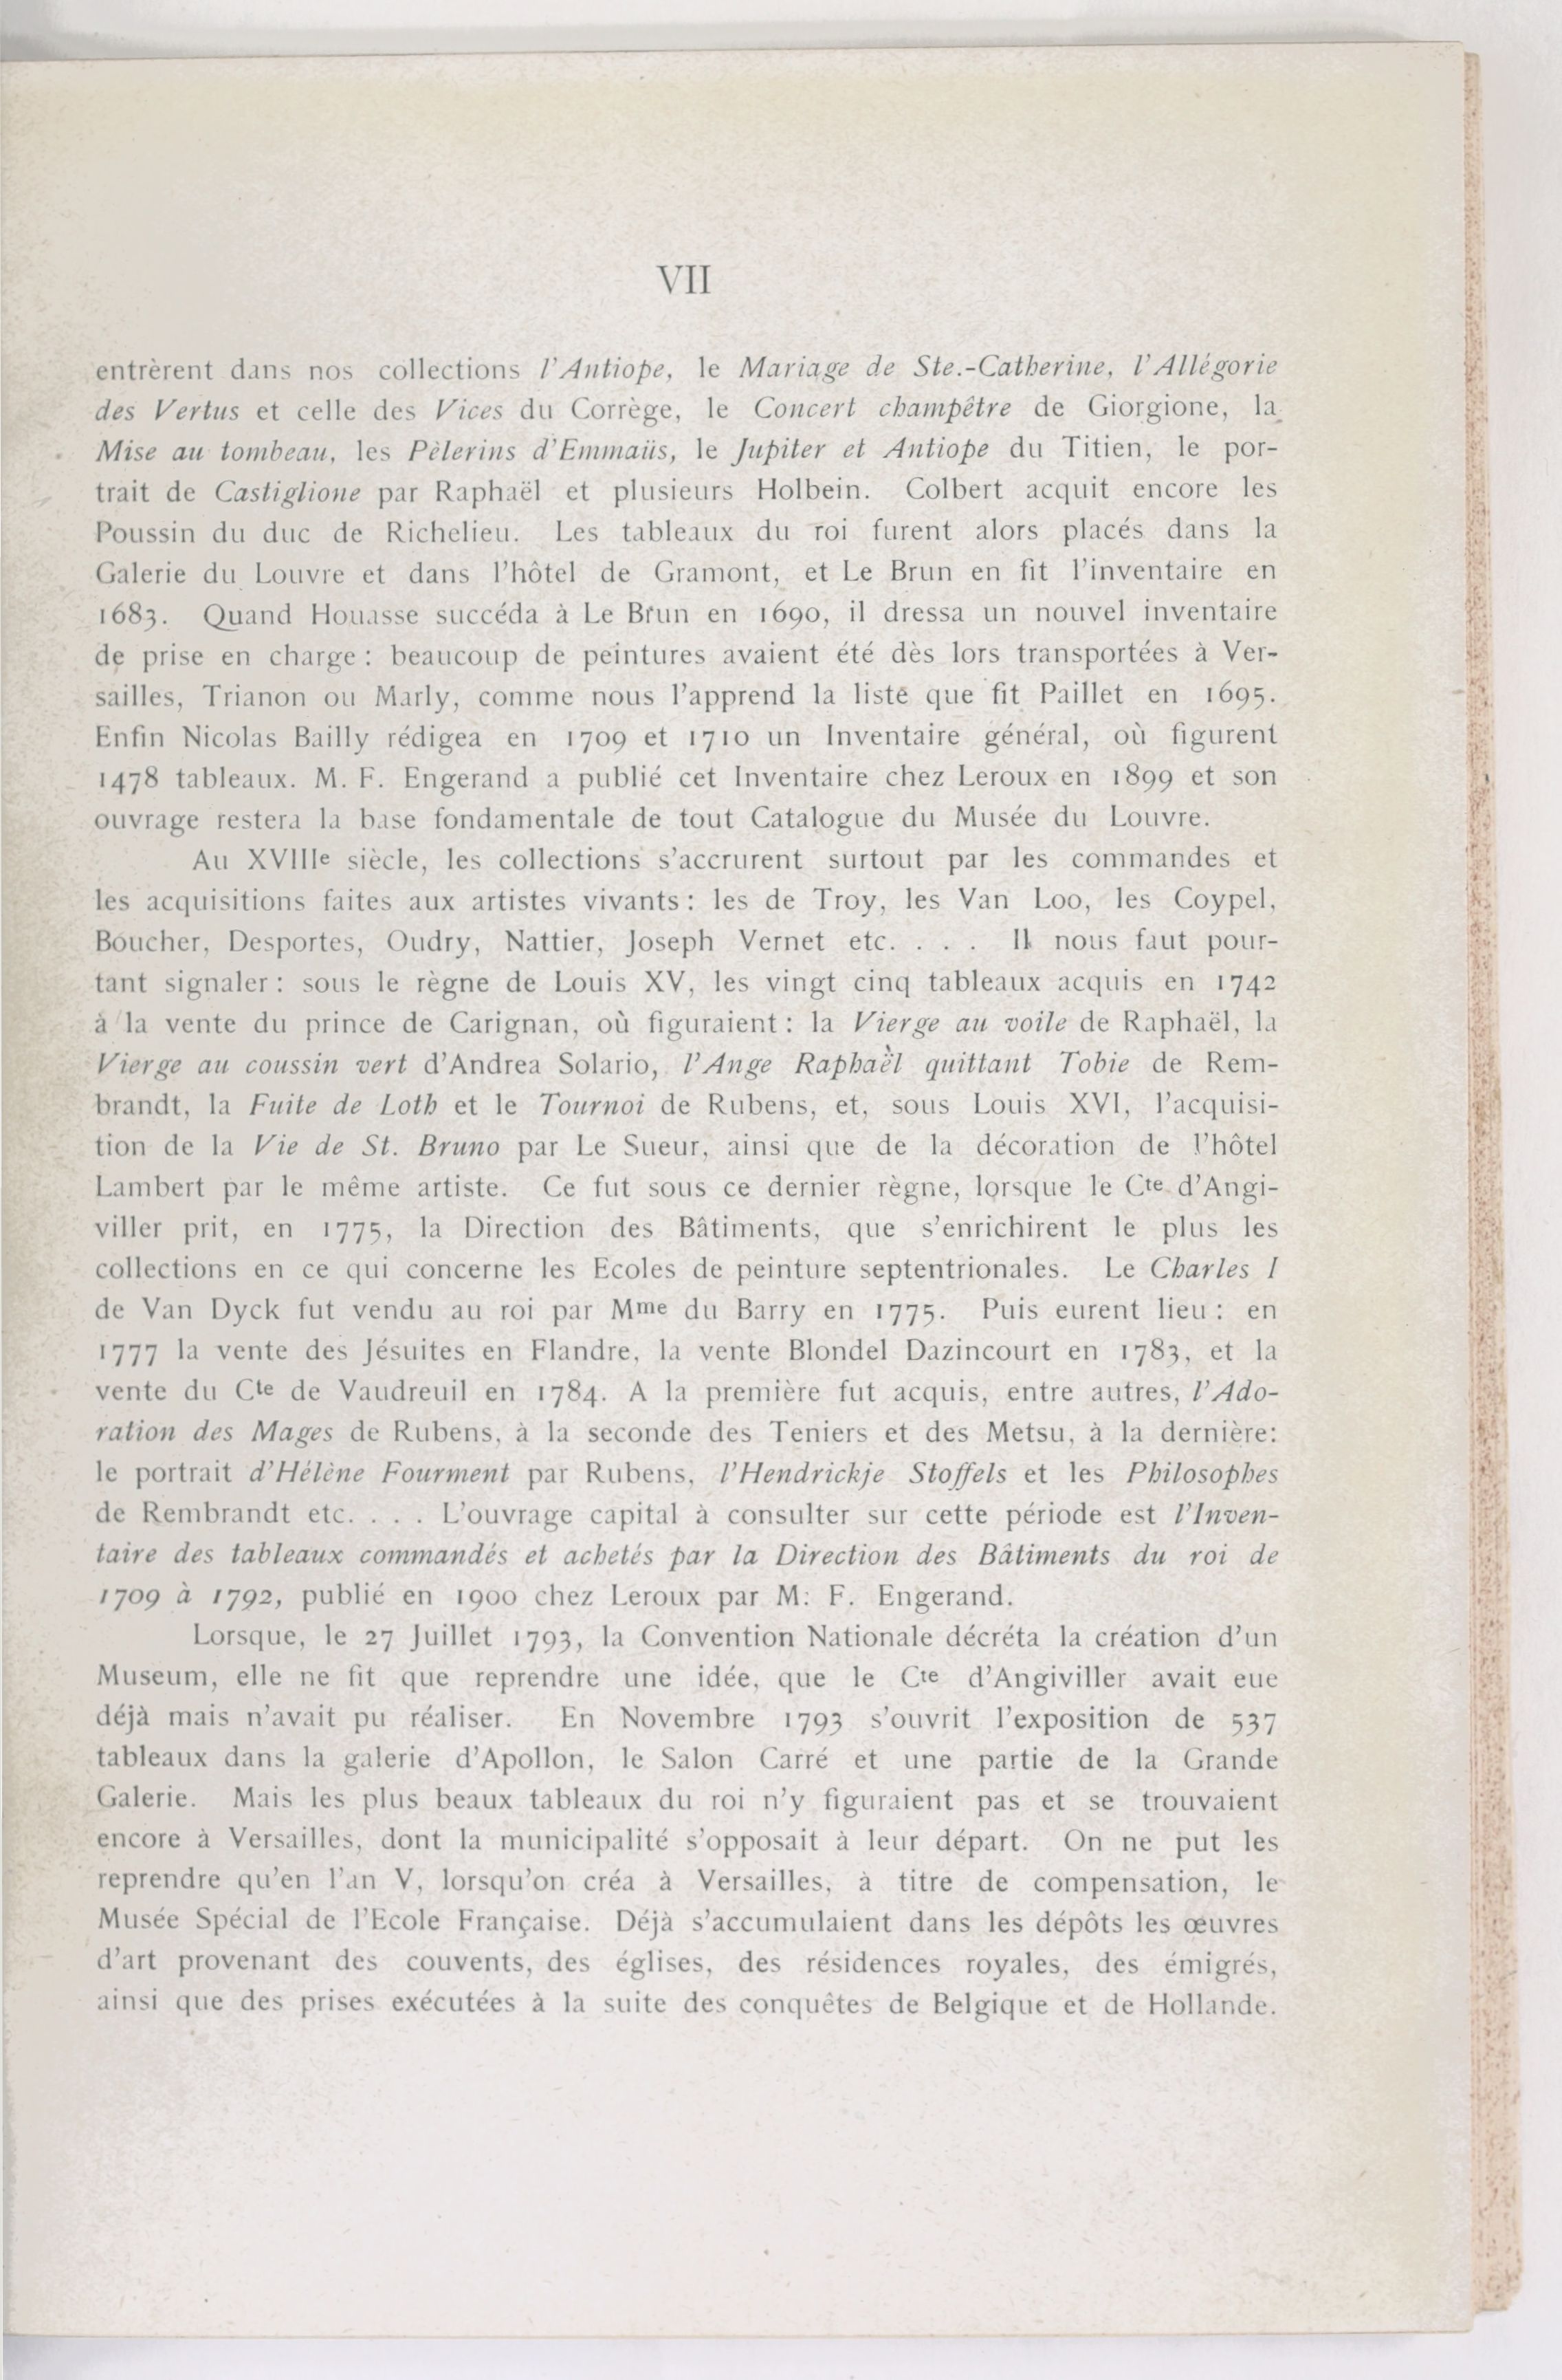 VII
entrèrent dans nos collections l'Antiope, le Mariage de Ste.-Catherine, l'Allégorie
des Vertus et celle des Vices du Corrège, le Concert champêtre de Giorgione, la
Mise au tombeau, les Pèlerins d'Emmaüs, le Jupiter et Antiope du Titien, le por-
trait de Castiglione par Raphaël et plusieurs Holbein. Colbert acquit encore les
Poussin du duc de Richelieu. Les tableaux du roi furent alors placés dans la
Galerie du Louvre et dans l'hôtel de Gramont, et Le Brun en fit l'inventaire en
1683. Quand Houasse succéda à Le Brun en 1690, il dressa un nouvel inventaire
de prise en charge : beaucoup de peintures avaient été dès lors transportées à Ver-
sailles, Trianon ou Marly, comme nous l'apprend la liste que fit Paillet en 1695.
Enfin Nicolas Bailly rédigea en 1709 et 1710 un Inventaire général, où figurent
1478 tableaux. M. F. Engerand a publié cet Inventaire chez Leroux en 1899 et son
ouvrage restera la base fondamentale de tout Catalogue du Musée du Louvre.
Au XVIIIe siècle, les collections s'accrurent surtout par les commandes et
les acquisitions faites aux artistes vivants : les de Troy, les Van Loo, les Coypel,
Boucher, Desportes, Oudry, Nattier, Joseph Vernet etc. . . . Il nous faut pour-
tant signaler : sous le règne de Louis XV, les vingt cinq tableaux acquis en 1742
à la vente du prince de Carignan, où figuraient : la Vierge au voile de Raphaël, la
Vierge au coussin vert d'Andrea Solario, l'Ange Raphaël quittant Tobie de Rem-
brandt, la Fuite de Loth et le Tournoi de Rubens, et, sous Louis XVI, l'acquisi-
tion de la Vie de St. Bruno par Le Sueur, ainsi que de la décoration de l'hôtel
Lambert par le même artiste. Ce fut sous ce dernier règne, lorsque le Cte d'Angi-
viller prit, en 1775, la Direction des Bâtiments, que s'enrichirent le plus les
collections en ce qui concerne les Ecoles de peinture septentrionales. Le Charles I
de Van Dyck fut vendu au roi par Mme du Barry en 1775. Puis eurent lieu : en
1777 la vente des Jésuites en Flandre, la vente Blondel Dazincourt en 1783, et la
vente du Cte de Vaudreuil en 1784. A la première fut acquis, entre autres, l'Ado-
ration des Mages de Rubens, à la seconde des Teniers et des Metsu, à la dernière:
le portrait d'Hélène Fourment par Rubens, l'Hendrickje Stoffels et les Philosophes
de Rembrandt etc. . . . L'ouvrage capital à consulter sur cette période est l'Inven-
taire des tableaux commandés et achetés par la Direction des Bâtiments du roi de
1709 à 1792, publié en 1900 chez Leroux par M. F. Engerand.
Lorsque, le 27 Juillet 1793, la Convention Nationale décréta la création d'un
Museum, elle ne fit que reprendre une idée, que le Cte d'Angiviller avait eue
déjà mais n'avait pu réaliser. En Novembre 1793 s'ouvrit l'exposition de 537
tableaux dans la galerie d'Apollon, le Salon Carré et une partie de la Grande
Galerie. Mais les plus beaux tableaux du roi n'y figuraient pas et se trouvaient
encore à Versailles, dont la municipalité s'opposait à leur départ. On ne put les
reprendre qu'en l'an V, lorsqu'on créa à Versailles, à titre de compensation, le
Musée Spécial de l'Ecole Française. Déjà s'accumulaient dans les dépôts les œuvres
d'art provenant des couvents, des églises, des résidences royales, des émigrés,
ainsi que des prises exécutées à la suite des conquêtes de Belgique et de Hollande.